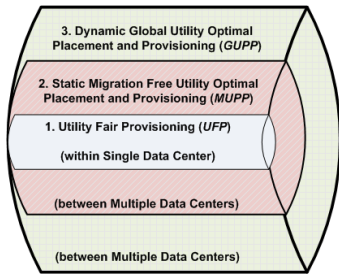 3. Dynamic Global Utility Optimal
Placement and Provisioning (GUPP)
2. Static Migration Free Utility Optimal
Placement and Provisioning (MUPP)
1. Utility Fair Provisioning (UFP)
(within Single Data Center)
(between Multiple Data Centers)
(between Multiple Data Centers)